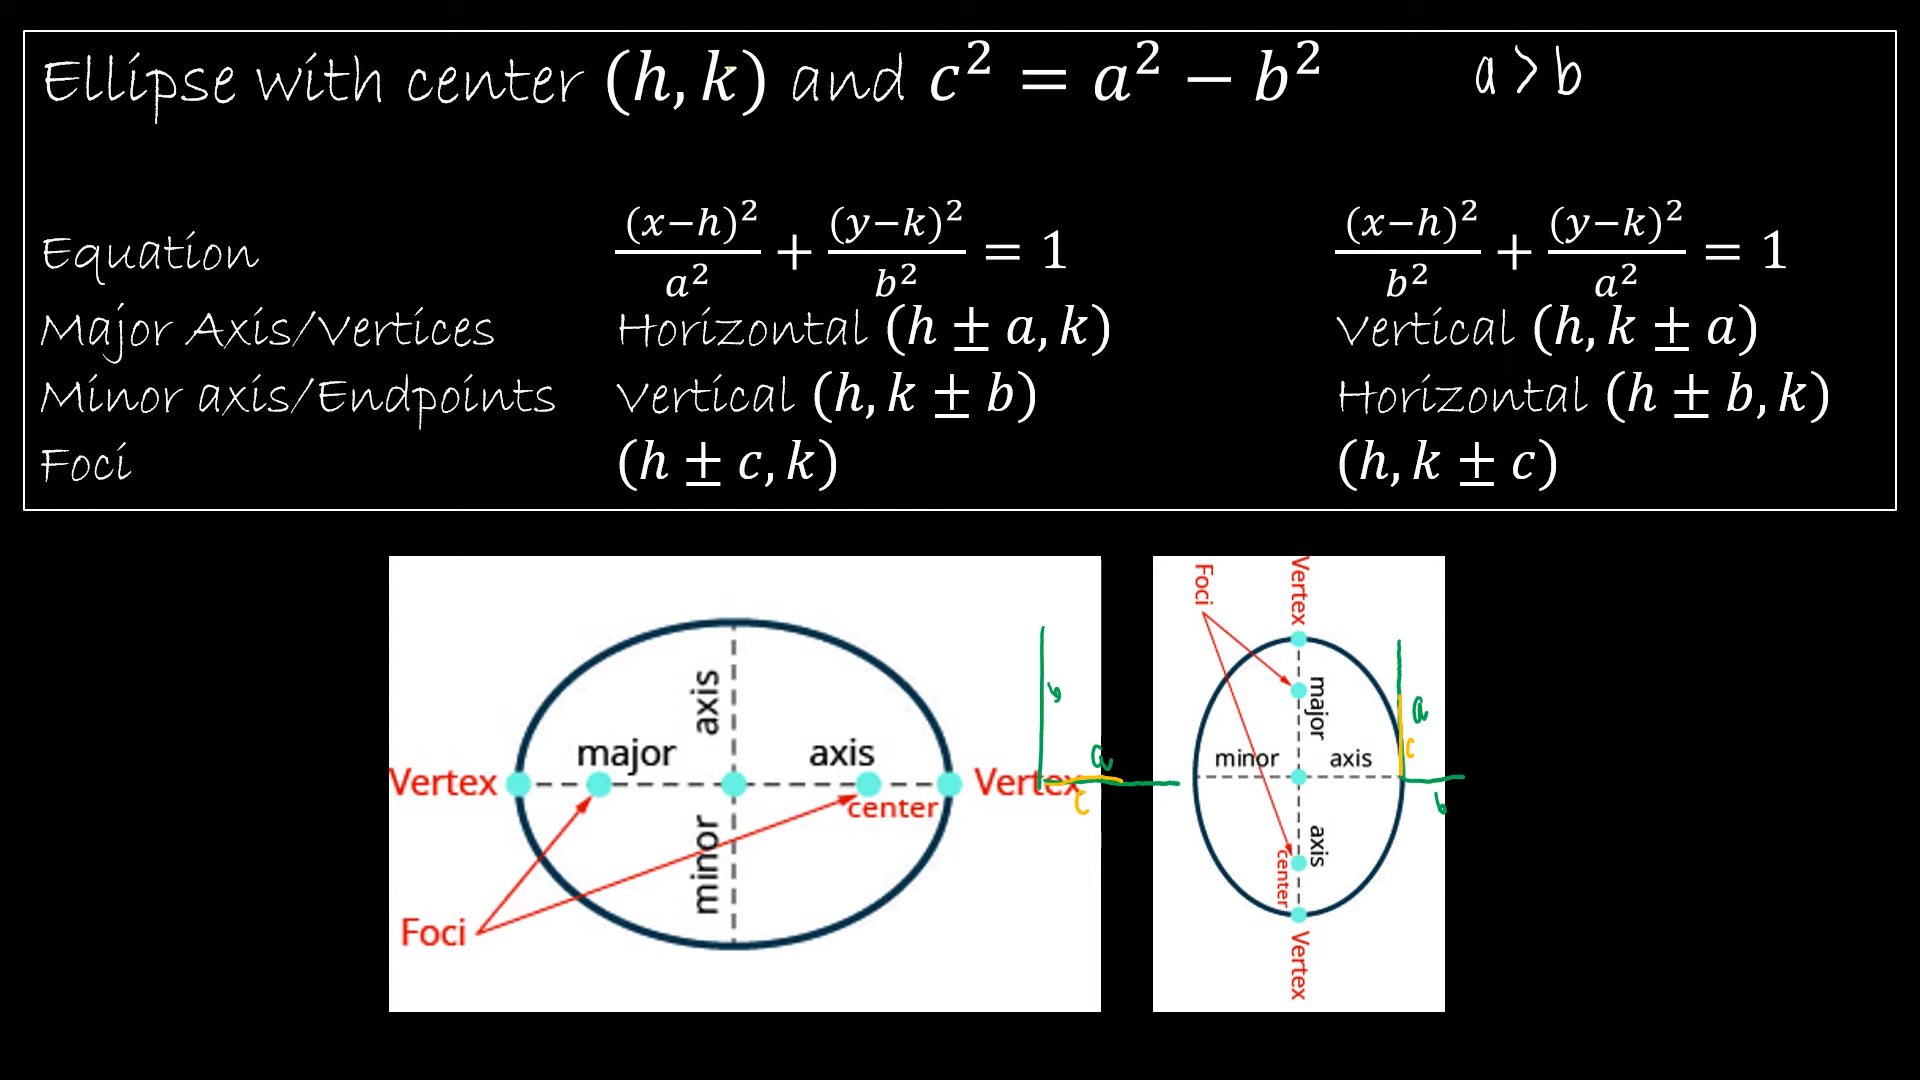 Ellipse with center (h, k) and c² = a² − b² a > b
Equation (x−h)²/a² + (y−k)²/b² = 1 (x−h)²/b² + (y−k)²/a² = 1
Major Axis/Vertices Horizontal (h ± a, k) Vertical (h, k ± a)
Minor axis/Endpoints Vertical (h, k ± b) Horizontal (h ± b, k)
Foci (h ± c, k) (h, k ± c)
major axis
minor axis
Vertex
Vertex
center
Foci
b
a
c
Foci
Vertex
major axis
minor axis
center
Vertex
a
c
b